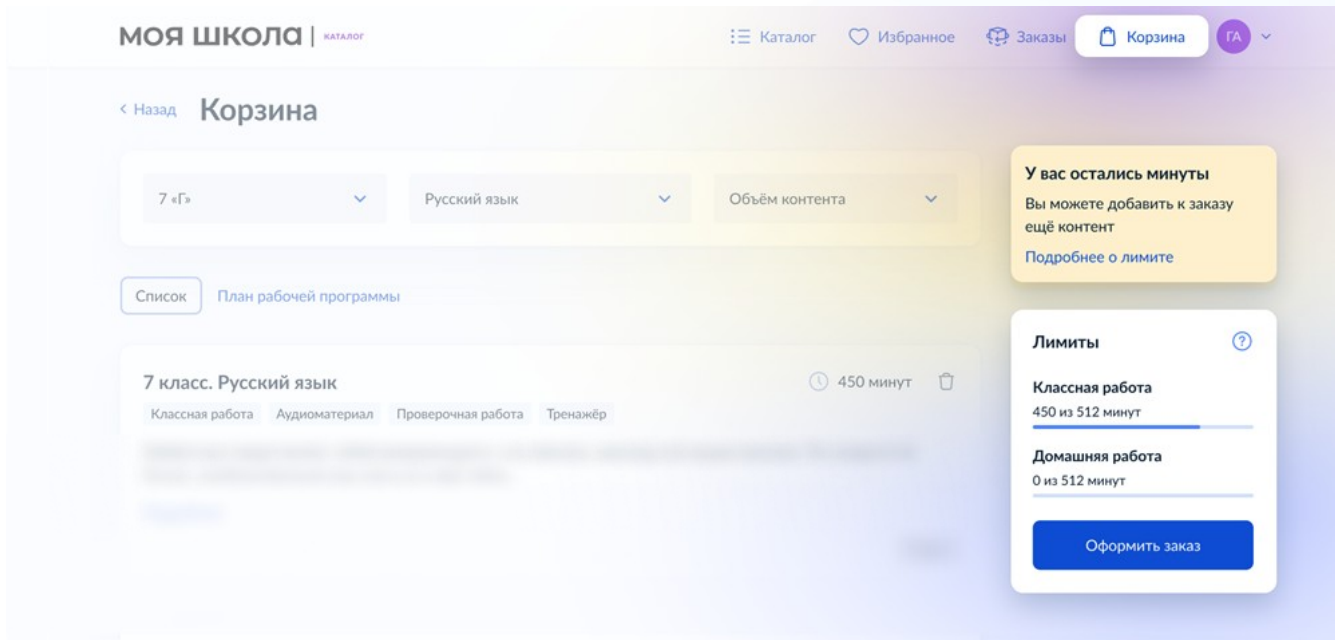 МОЯ ШКОЛА | КАТАЛОГ
Каталог
Избранное
Заказы
Корзина
ГА
Назад
Корзина
7 «Г»
Русский язык
Объём контента
У вас остались минуты
Вы можете добавить к заказу
ещё контент
Подробнее о лимите
Список
План рабочей программы
7 класс. Русский язык
450 минут
Классная работа
Аудиоматериал
Проверочная работа
Тренажёр
Лимиты
?
Классная работа
450 из 512 минут
Домашняя работа
0 из 512 минут
Оформить заказ